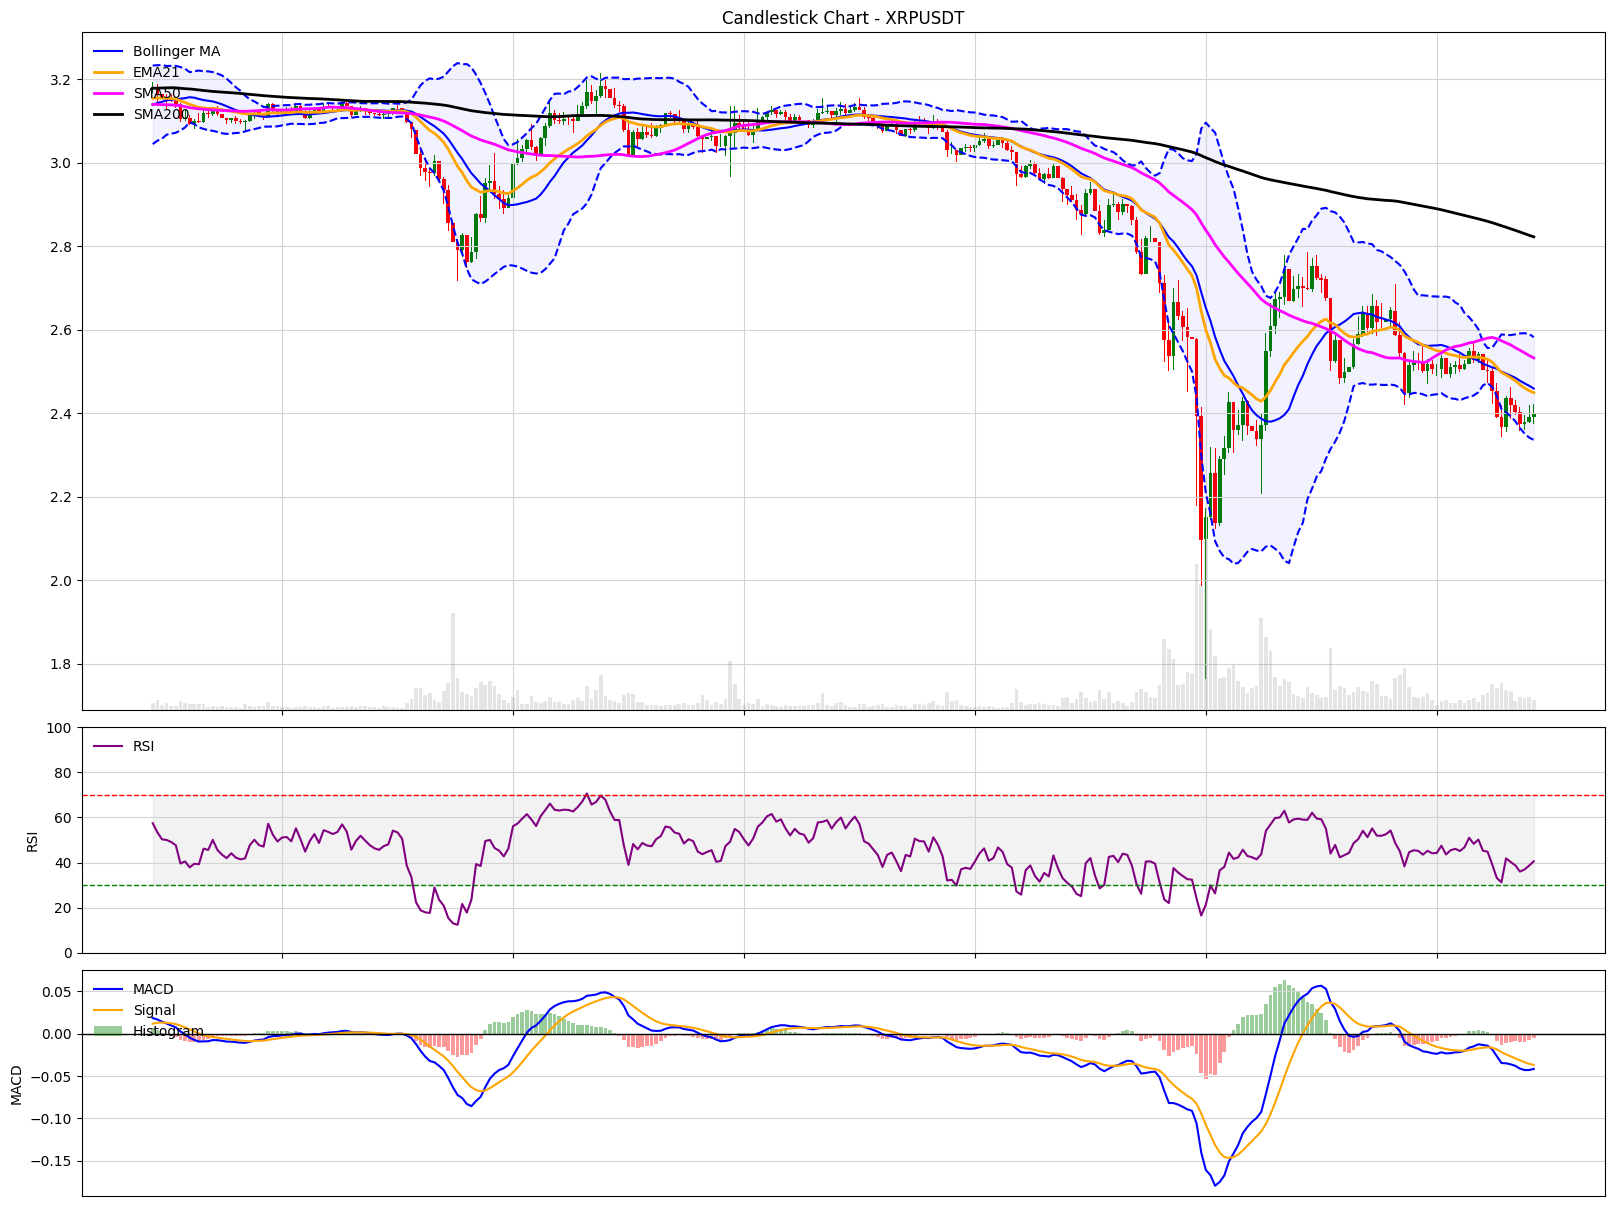 Candlestick Chart - XRPUSDT
Bollinger MA
EMA21
SMA50
SMA200
3.2
3.0
2.8
2.6
2.4
2.2
2.0
1.8
RSI
100
80
60
40
20
0
RSI
MACD
Signal
Histogram
0.05
0.00
−0.05
−0.10
−0.15
MACD